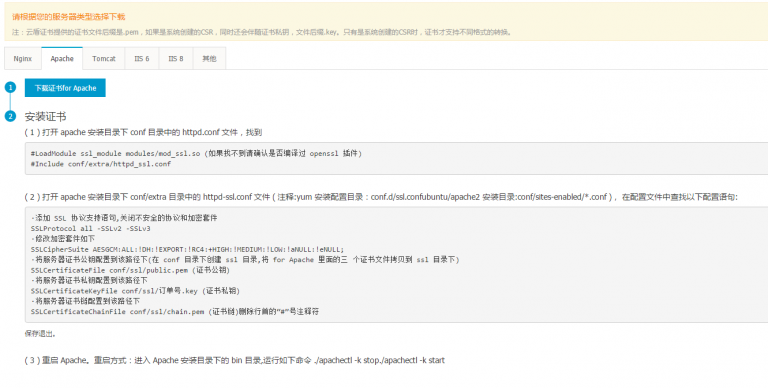 请根据您的服务器类型选择下载
注：云盾证书提供的证书文件后缀是.pem，如果是系统创建的CSR，同时还会伴随证书私钥，文件后缀.key。只有是系统创建的CSR时，证书才支持不同格式的转换。
Nginx Apache Tomcat IIS 6 IIS 8 其他
1 下载证书for Apache
2 安装证书
( 1 ) 打开 apache 安装目录下 conf 目录中的 httpd.conf 文件，找到
#LoadModule ssl_module modules/mod_ssl.so (如果找不到请确认是否编译过 openssl 插件)
#Include conf/extra/httpd_ssl.conf
( 2 ) 打开 apache 安装目录下 conf/extra 目录中的 httpd-ssl.conf 文件 ( 注释:yum 安装配置目录：conf.d/ssl.confubuntu/apache2 安装目录:conf/sites-enabled/*.conf )， 在配置文件中查找以下配置语句:
·添加 SSL 协议支持语句,关闭不安全的协议和加密套件
SSLProtocol all -SSLv2 -SSLv3
·修改加密套件如下
SSLCipherSuite AESGCM:ALL:!DH:!EXPORT:!RC4:+HIGH:!MEDIUM:!LOW:!aNULL:!eNULL;
·将服务器证书公钥配置到该路径下(在 conf 目录下创建 ssl 目录,将 for Apache 里面的三 个证书文件拷贝到 ssl 目录下)
SSLCertificateFile conf/ssl/public.pem (证书公钥)
·将服务器证书私钥配置到该路径下
SSLCertificateKeyFile conf/ssl/订单号.key (证书私钥)
·将服务器证书链配置到该路径下
SSLCertificateChainFile conf/ssl/chain.pem (证书链)删除行首的"#"号注释符
保存退出。
( 3 ) 重启 Apache。重启方式：进入 Apache 安装目录下的 bin 目录,运行如下命令 ./apachectl -k stop./apachectl -k start